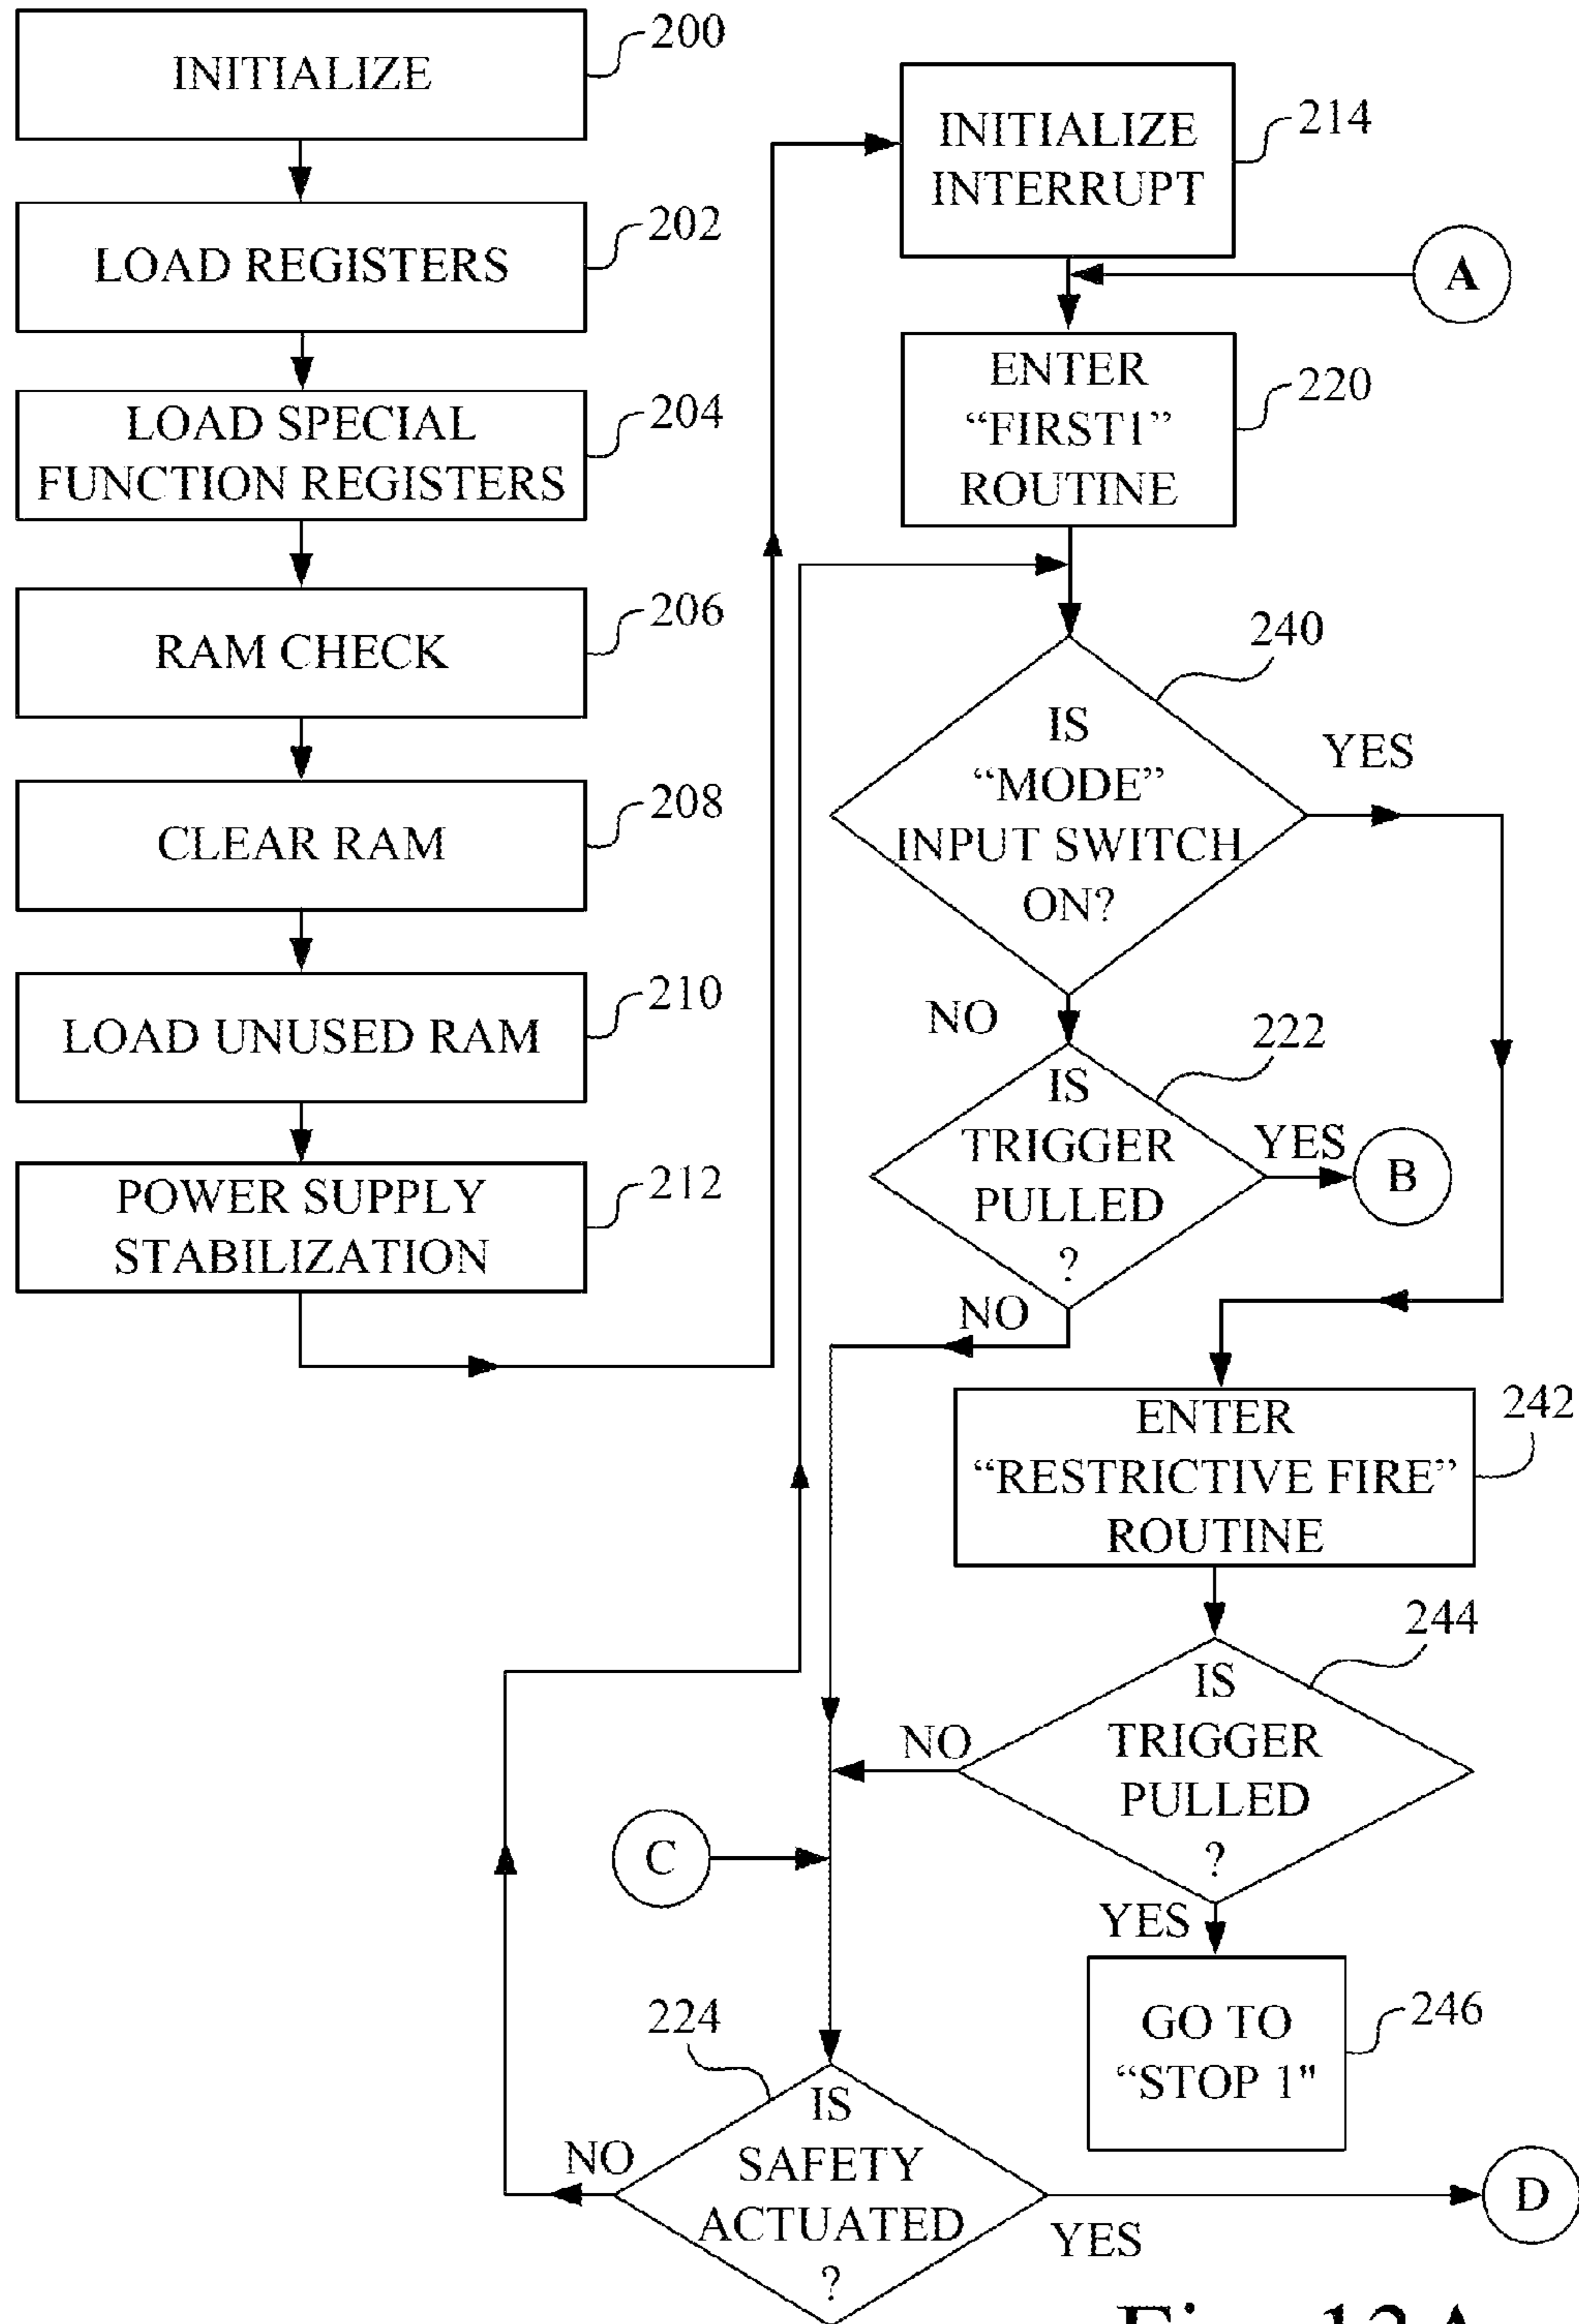 INITIALIZE
200
LOAD REGISTERS
202
LOAD SPECIAL
FUNCTION REGISTERS
204
RAM CHECK
206
CLEAR RAM
208
LOAD UNUSED RAM
210
POWER SUPPLY
STABILIZATION
212
INITIALIZE
INTERRUPT
214
A
ENTER
“FIRST1”
ROUTINE
220
240
IS
“MODE”
INPUT SWITCH
ON?
YES
NO
222
IS
TRIGGER
PULLED
?
YES
B
NO
ENTER
“RESTRICTIVE FIRE”
ROUTINE
242
244
IS
TRIGGER
PULLED
?
NO
C
YES
GO TO
“STOP 1"
246
224
IS
SAFETY
ACTUATED
?
NO
YES
D